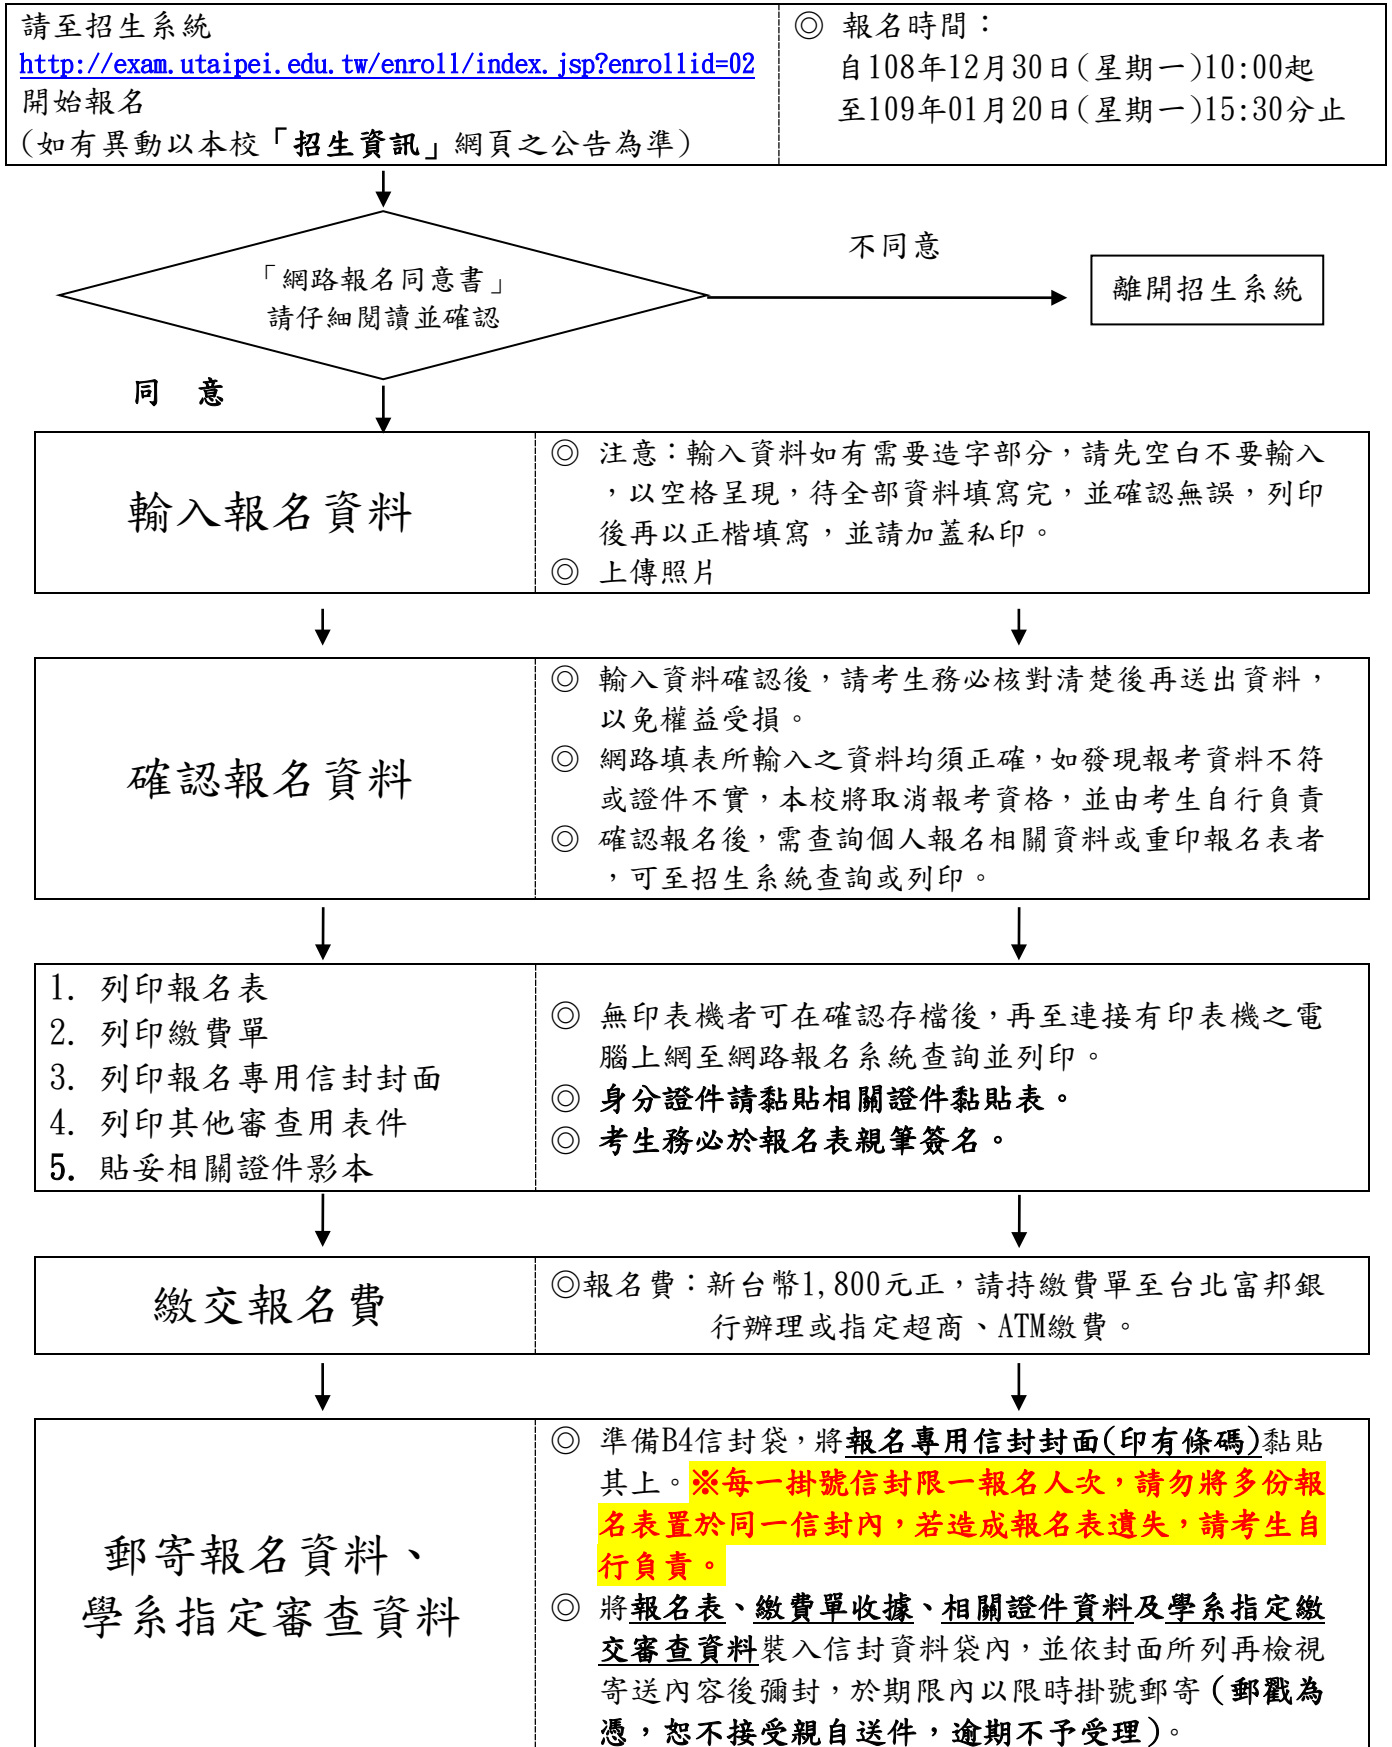 請至招生系統
http://exam.utaipei.edu.tw/enroll/index.jsp?enrollid=02
開始報名
(如有異動以本校「招生資訊」網頁之公告為準)
◎ 報名時間：
自108年12月30日(星期一)10:00起
至109年01月20日(星期一)15:30分止
「網路報名同意書」
請仔細閱讀並確認
不同意
離開招生系統
同 意
輸入報名資料
◎ 注意：輸入資料如有需要造字部分，請先空白不要輸入
，以空格呈現，待全部資料填寫完，並確認無誤，列印
後再以正楷填寫，並請加蓋私印。
◎ 上傳照片
確認報名資料
◎ 輸入資料確認後，請考生務必核對清楚後再送出資料，
以免權益受損。
◎ 網路填表所輸入之資料均須正確，如發現報考資料不符
或證件不實，本校將取消報考資格，並由考生自行負責
◎ 確認報名後，需查詢個人報名相關資料或重印報名表者
，可至招生系統查詢或列印。
1. 列印報名表
2. 列印繳費單
3. 列印報名專用信封封面
4. 列印其他審查用表件
5. 貼妥相關證件影本
◎ 無印表機者可在確認存檔後，再至連接有印表機之電
腦上網至網路報名系統查詢並列印。
◎ 身分證件請黏貼相關證件黏貼表。
◎ 考生務必於報名表親筆簽名。
繳交報名費
◎報名費：新台幣1,800元正，請持繳費單至台北富邦銀
行辦理或指定超商、ATM繳費。
郵寄報名資料、
學系指定審查資料
◎ 準備B4信封袋，將報名專用信封封面(印有條碼)黏貼
其上。※每一掛號信封限一報名人次，請勿將多份報
名表置於同一信封內，若造成報名表遺失，請考生自
行負責。
◎ 將報名表、繳費單收據、相關證件資料及學系指定繳
交審查資料裝入信封資料袋內，並依封面所列再檢視
寄送內容後彌封，於期限內以限時掛號郵寄(郵戳為
憑，恕不接受親自送件，逾期不予受理)。